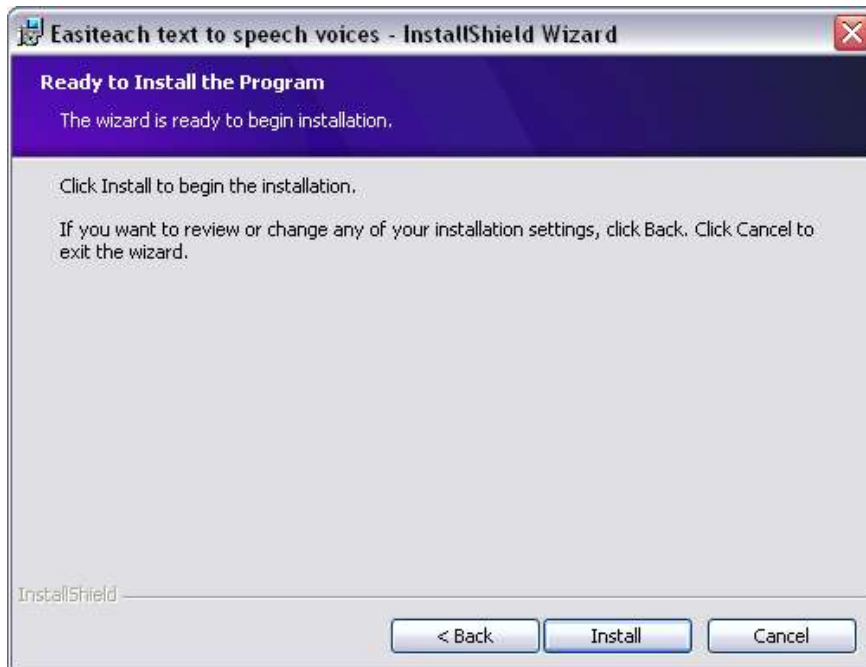 Easiteach text to speech voices - InstallShield Wizard
Ready to Install the Program
The wizard is ready to begin installation.
Click Install to begin the installation.
If you want to review or change any of your installation settings, click Back. Click Cancel to
exit the wizard.
InstallShield
< Back Install Cancel